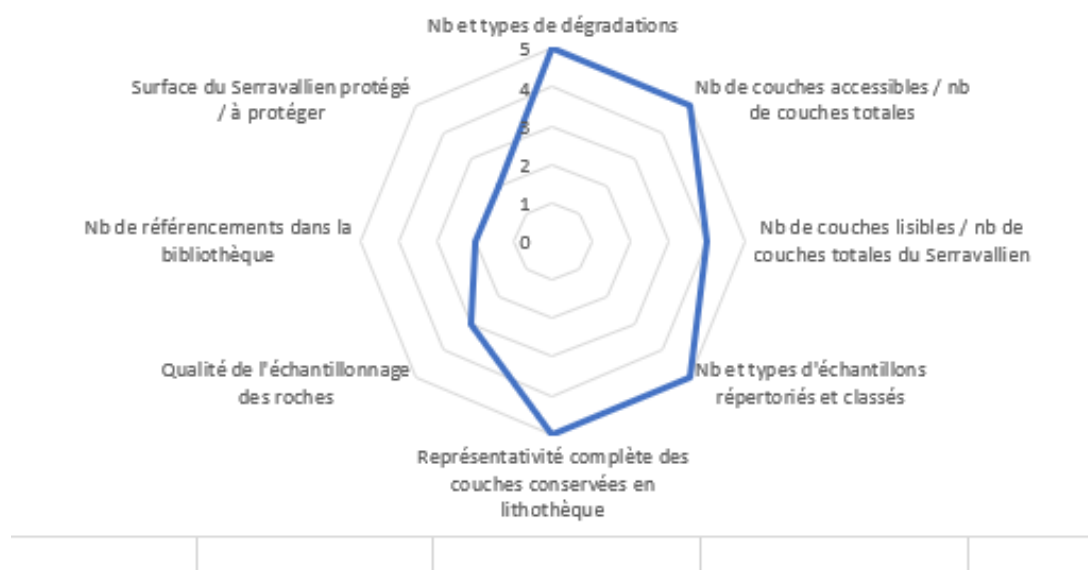 Nb et types de dégradations
5
4
3
2
1
0
Nb de couches accessibles / nb
de couches totales
Nb de couches lisibles / nb de
couches totales du Serravallien
Nb et types d'échantillons
répertoriés et classés
Représentativité complète des
couches conservées en
lithothèque
Qualité de l'échantillonnage
des roches
Nb de référencements dans la
bibliothèque
Surface du Serravallien protégé
/ à protéger